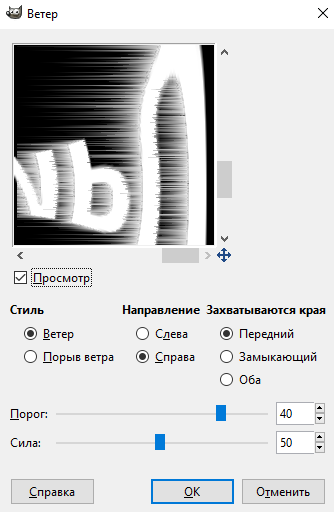 Ветер
Просмотр
Стиль Направление Захватываются края
Ветер Слева Передний
Порыв ветра Справа Замыкающий
Оба
Порог: 40
Сила: 50
Справка ОК Отменить